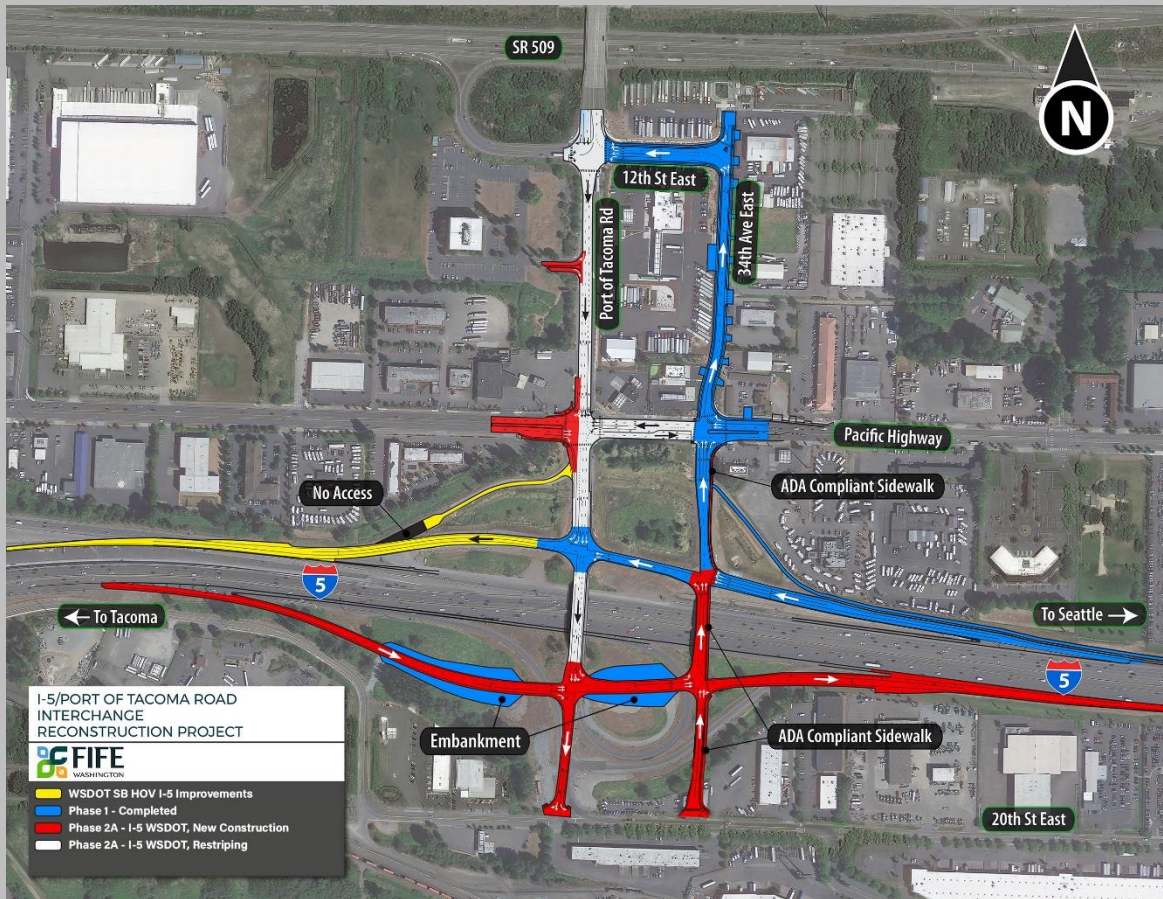 SR 509
N
12th St East
Port of Tacoma Rd
34th Ave East
Pacific Highway
No Access
ADA Compliant Sidewalk
5
To Tacoma
To Seattle
5
Embankment
ADA Compliant Sidewalk
20th St East
I-5/PORT OF TACOMA ROAD
INTERCHANGE
RECONSTRUCTION PROJECT
FIFE
WASHINGTON
WSDOT SB HOV I-5 Improvements
Phase 1 - Completed
Phase 2A - I-5 WSDOT, New Construction
Phase 2A - I-5 WSDOT, Restriping